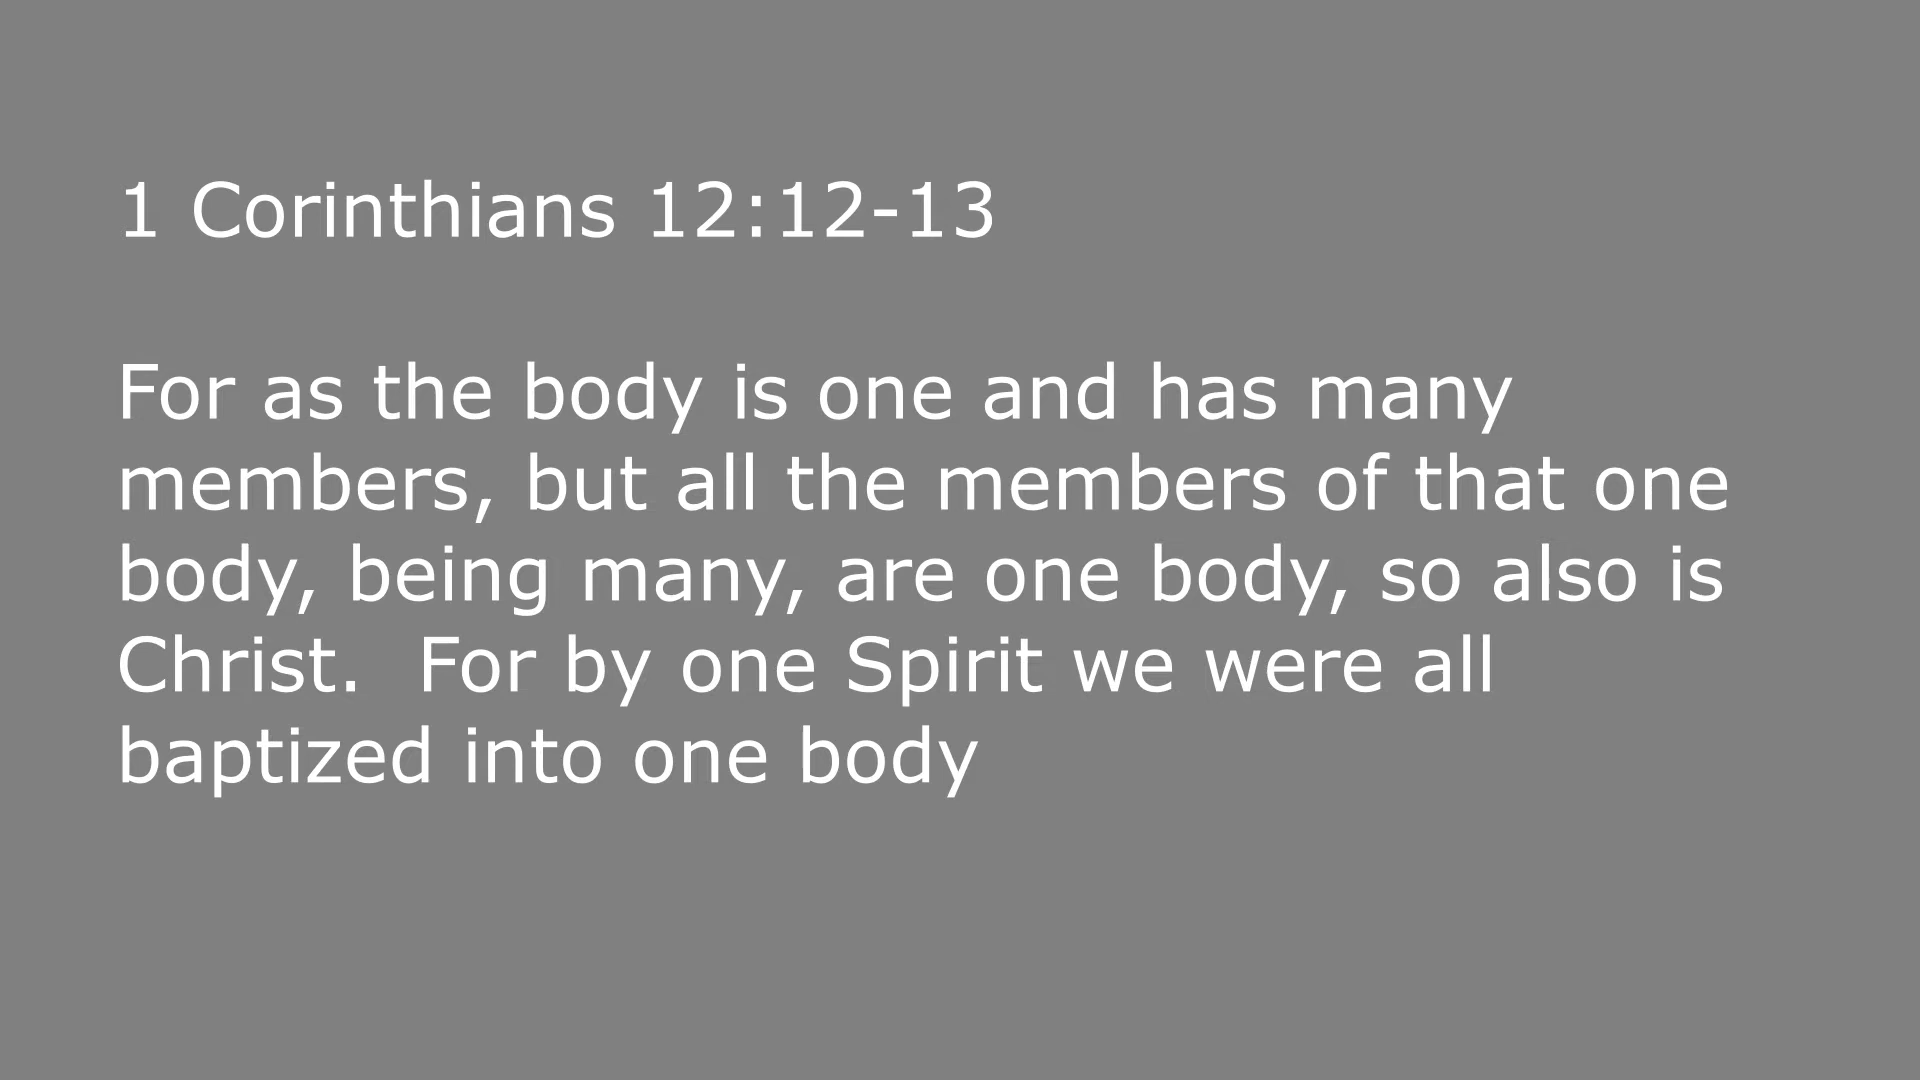 1 Corinthians 12:12-13
For as the body is one and has many
members, but all the members of that one
body, being many, are one body, so also is
Christ.  For by one Spirit we were all
baptized into one body